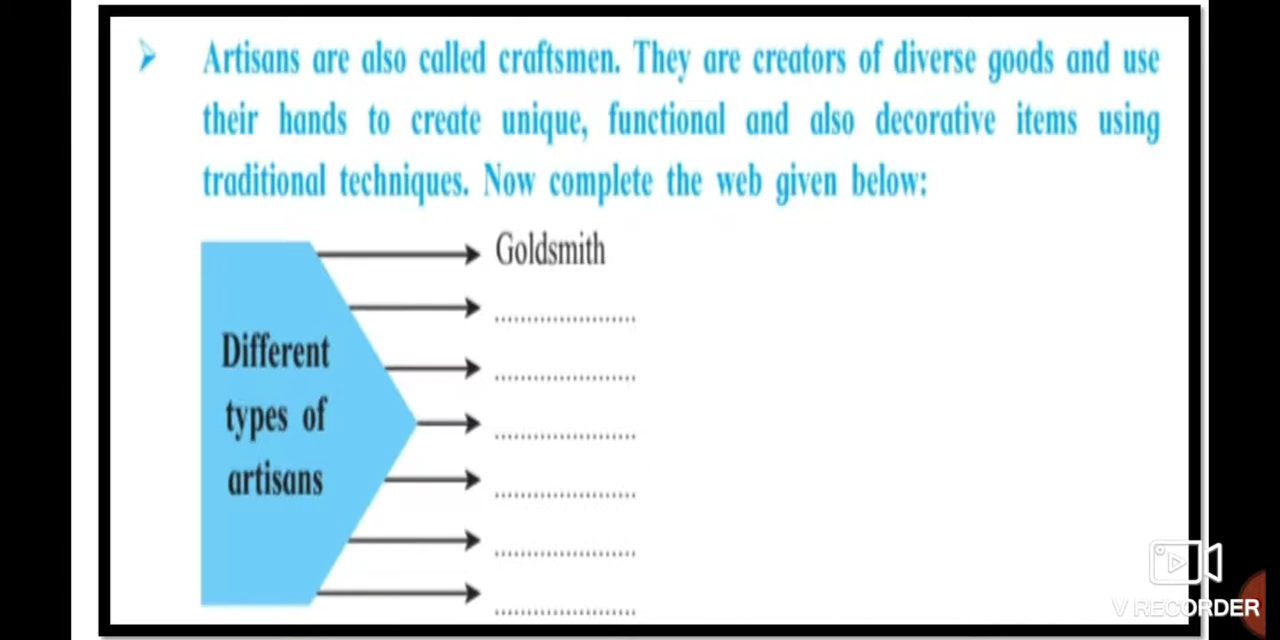 Artisans are also called craftsmen. They are creators of diverse goods and use
their hands to create unique, functional and also decorative items using
traditional techniques. Now complete the web given below:
Goldsmith
.....................
.....................
.....................
.....................
.....................
.....................
Different
types of
artisans
V RECORDER